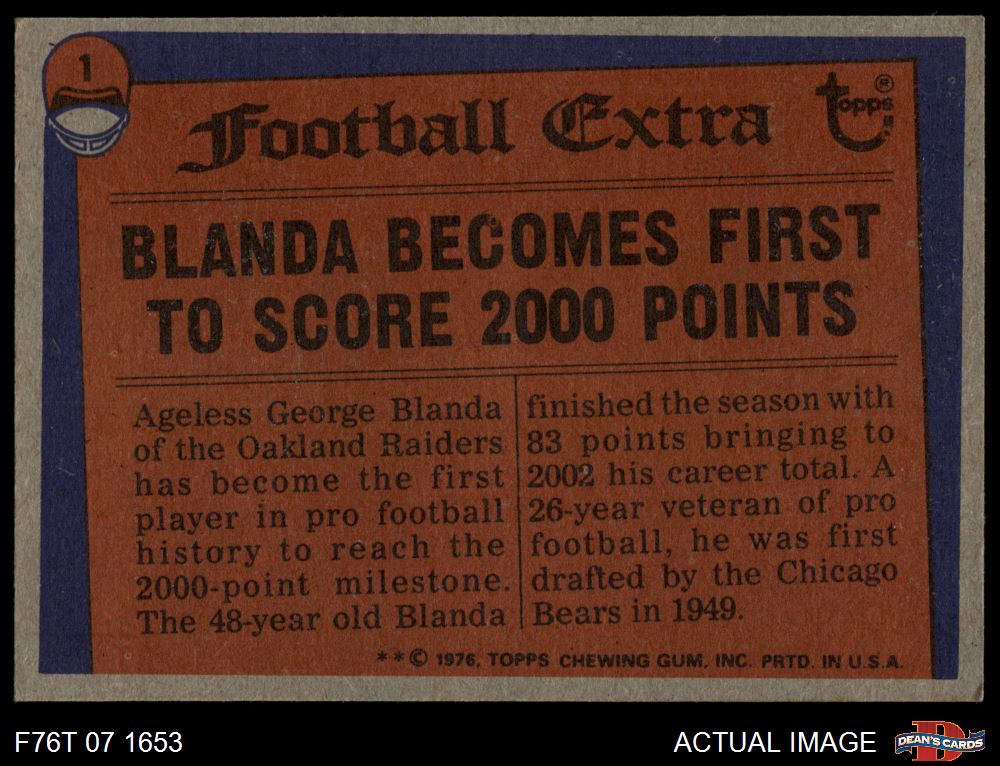 1
Football Extra
topps ®
BLANDA BECOMES FIRST
TO SCORE 2000 POINTS
Ageless George Blanda
of the Oakland Raiders
has become the first
player in pro football
history to reach the
2000-point milestone.
The 48-year old Blanda
finished the season with
83 points bringing to
2002 his career total. A
26-year veteran of pro
football, he was first
drafted by the Chicago
Bears in 1949.
* * © 1976. TOPPS CHEWING GUM. INC. PRTD. IN U.S.A.
F76T 07 1653
ACTUAL IMAGE
DEAN'S CARDS